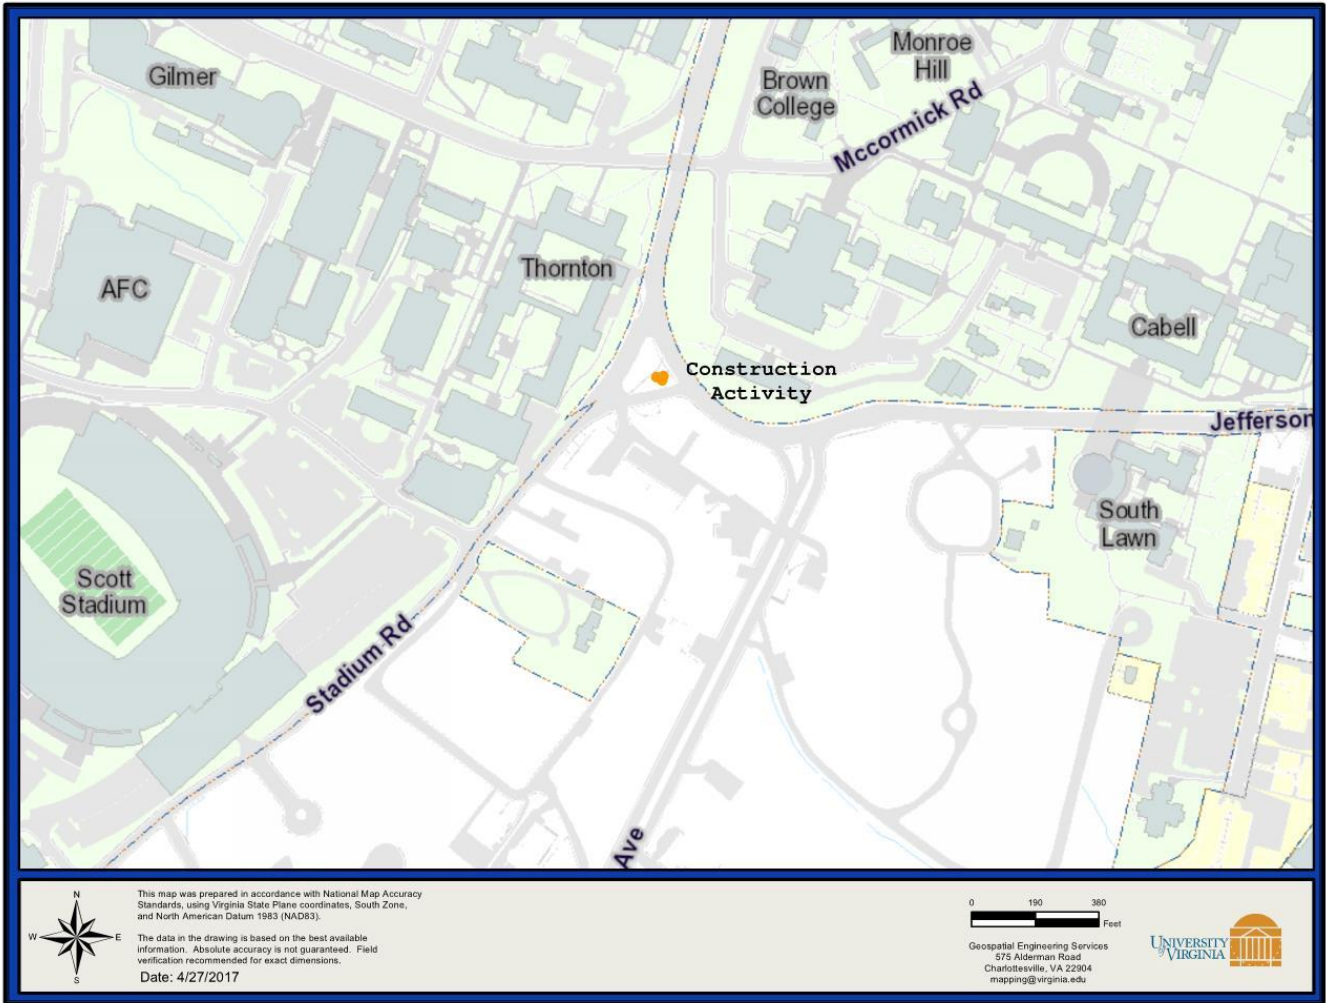 Monroe
Hill
Gilmer
Brown
College
Mccormick Rd
Thornton
AFC
Cabell
Construction
Activity
Jefferson
South
Lawn
Scott
Stadium
Stadium Rd
Ave
N
W
E
S
This map was prepared in accordance with National Map Accuracy
Standards, using Virginia State Plane coordinates, South Zone,
and North American Datum 1983 (NAD83).
The data in the drawing is based on the best available
information. Absolute accuracy is not guaranteed. Field
verification recommended for exact dimensions.
Date: 4/27/2017
0 190 380
Feet
Geospatial Engineering Services
575 Alderman Road
Charlottesville, VA 22904
mapping@virginia.edu
UNIVERSITY
of VIRGINIA